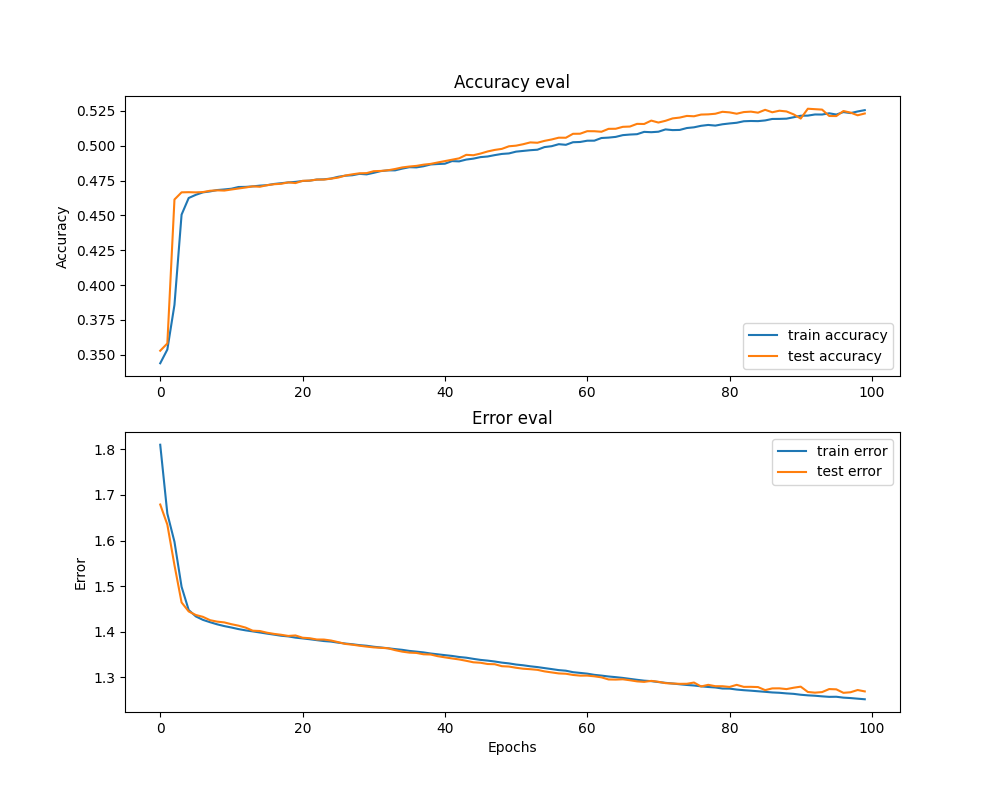 Accuracy eval
0.525
0.500
0.475
0.450
0.425
0.400
0.375
0.350
Accuracy
train accuracy
test accuracy
0 20 40 60 80 100
Error eval
1.8
1.7
1.6
1.5
1.4
1.3
Error
train error
test error
0 20 40 60 80 100
Epochs